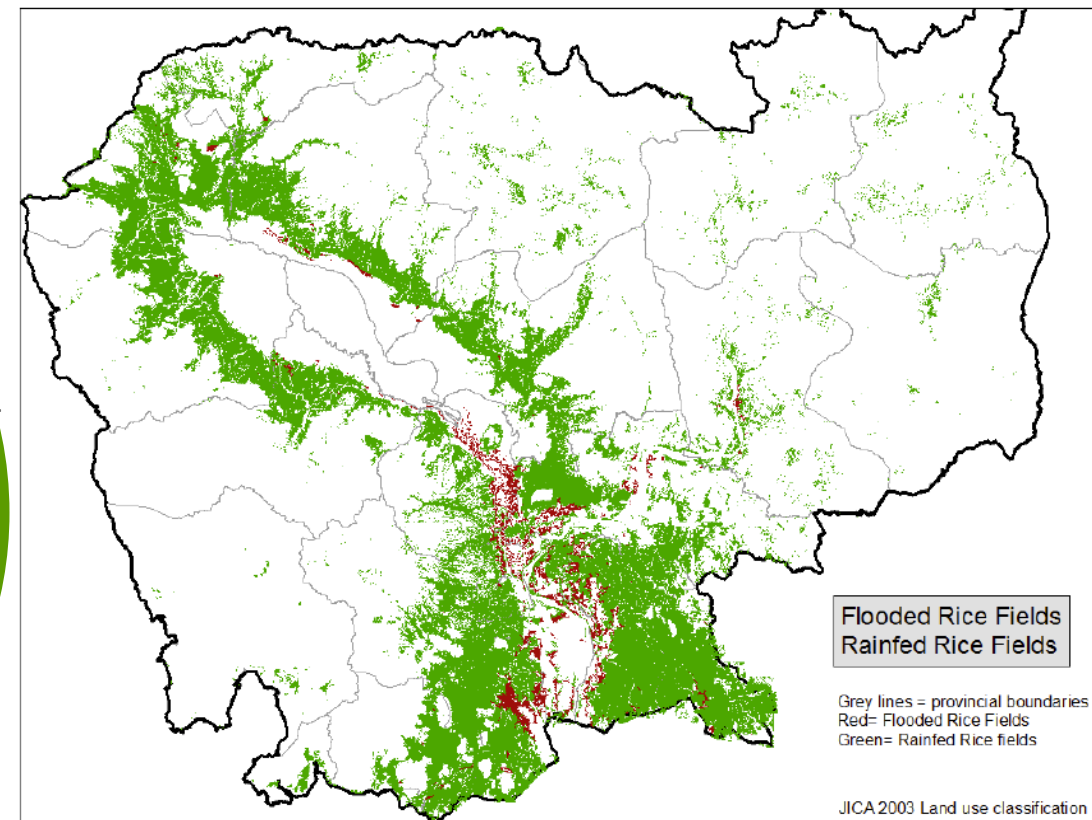 Flooded Rice Fields
Rainfed Rice Fields
Grey lines = provincial boundaries
Red= Flooded Rice Fields
Green= Rainfed Rice fields
JICA 2003 Land use classification